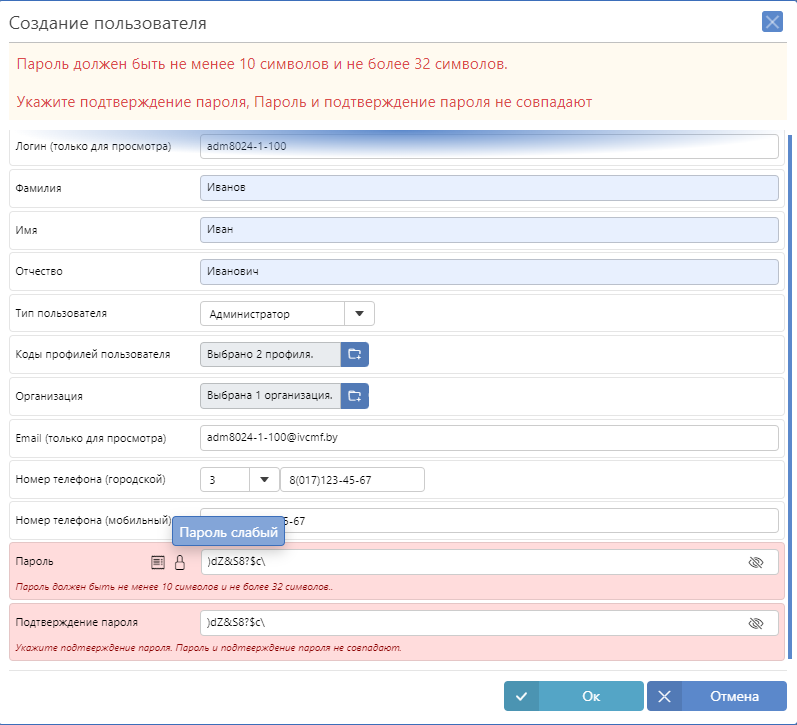 Создание пользователя
Пароль должен быть не менее 10 символов и не более 32 символов.
Укажите подтверждение пароля, Пароль и подтверждение пароля не совпадают
Логин (только для просмотра) adm8024-1-100
Фамилия Иванов
Имя Иван
Отчество Иванович
Тип пользователя Администратор
Коды профилей пользователя Выбрано 2 профиля.
Организация Выбрана 1 организация.
Email (только для просмотра) adm8024-1-100@ivcmf.by
Номер телефона (городской) 3 8(017)123-45-67
Номер телефона (мобильный) 5-67
Пароль слабый
Пароль )dZ&S8?$c\
Пароль должен быть не менее 10 символов и не более 32 символов..
Подтверждение пароля )dZ&S8?$c\
Укажите подтверждение пароля. Пароль и подтверждение пароля не совпадают.
Ок Отмена